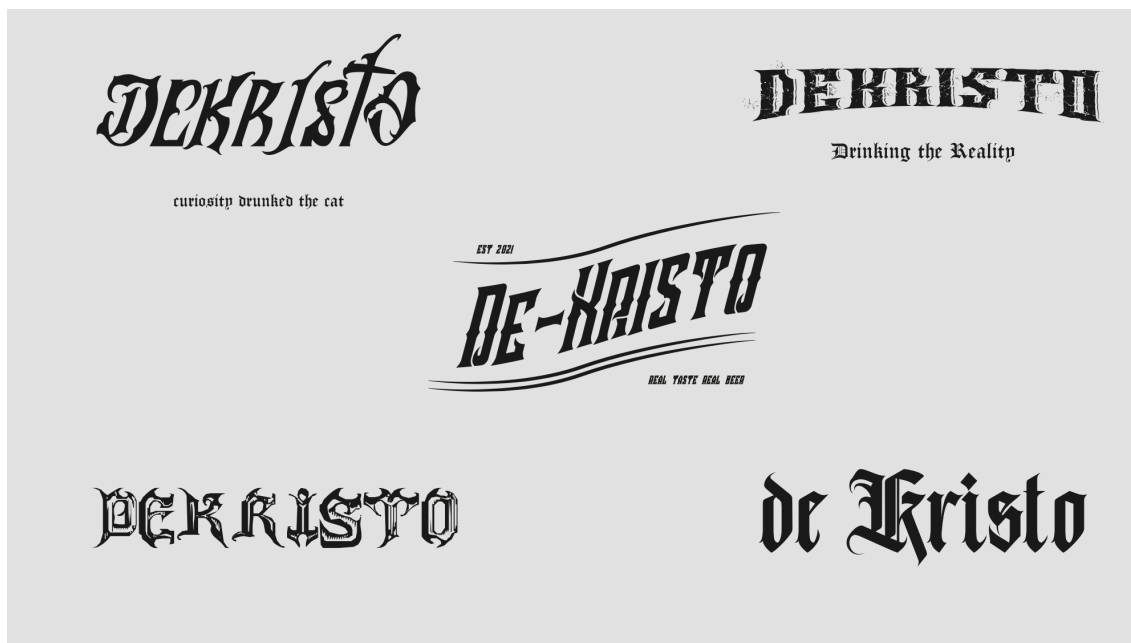 DEKRISTO
curiosity drunked the cat
DEKRISTO
Drinking the Reality
EST 2021
DE-KRISTO
REAL TASTE REAL BEER
DEKRISTO
de Kristo